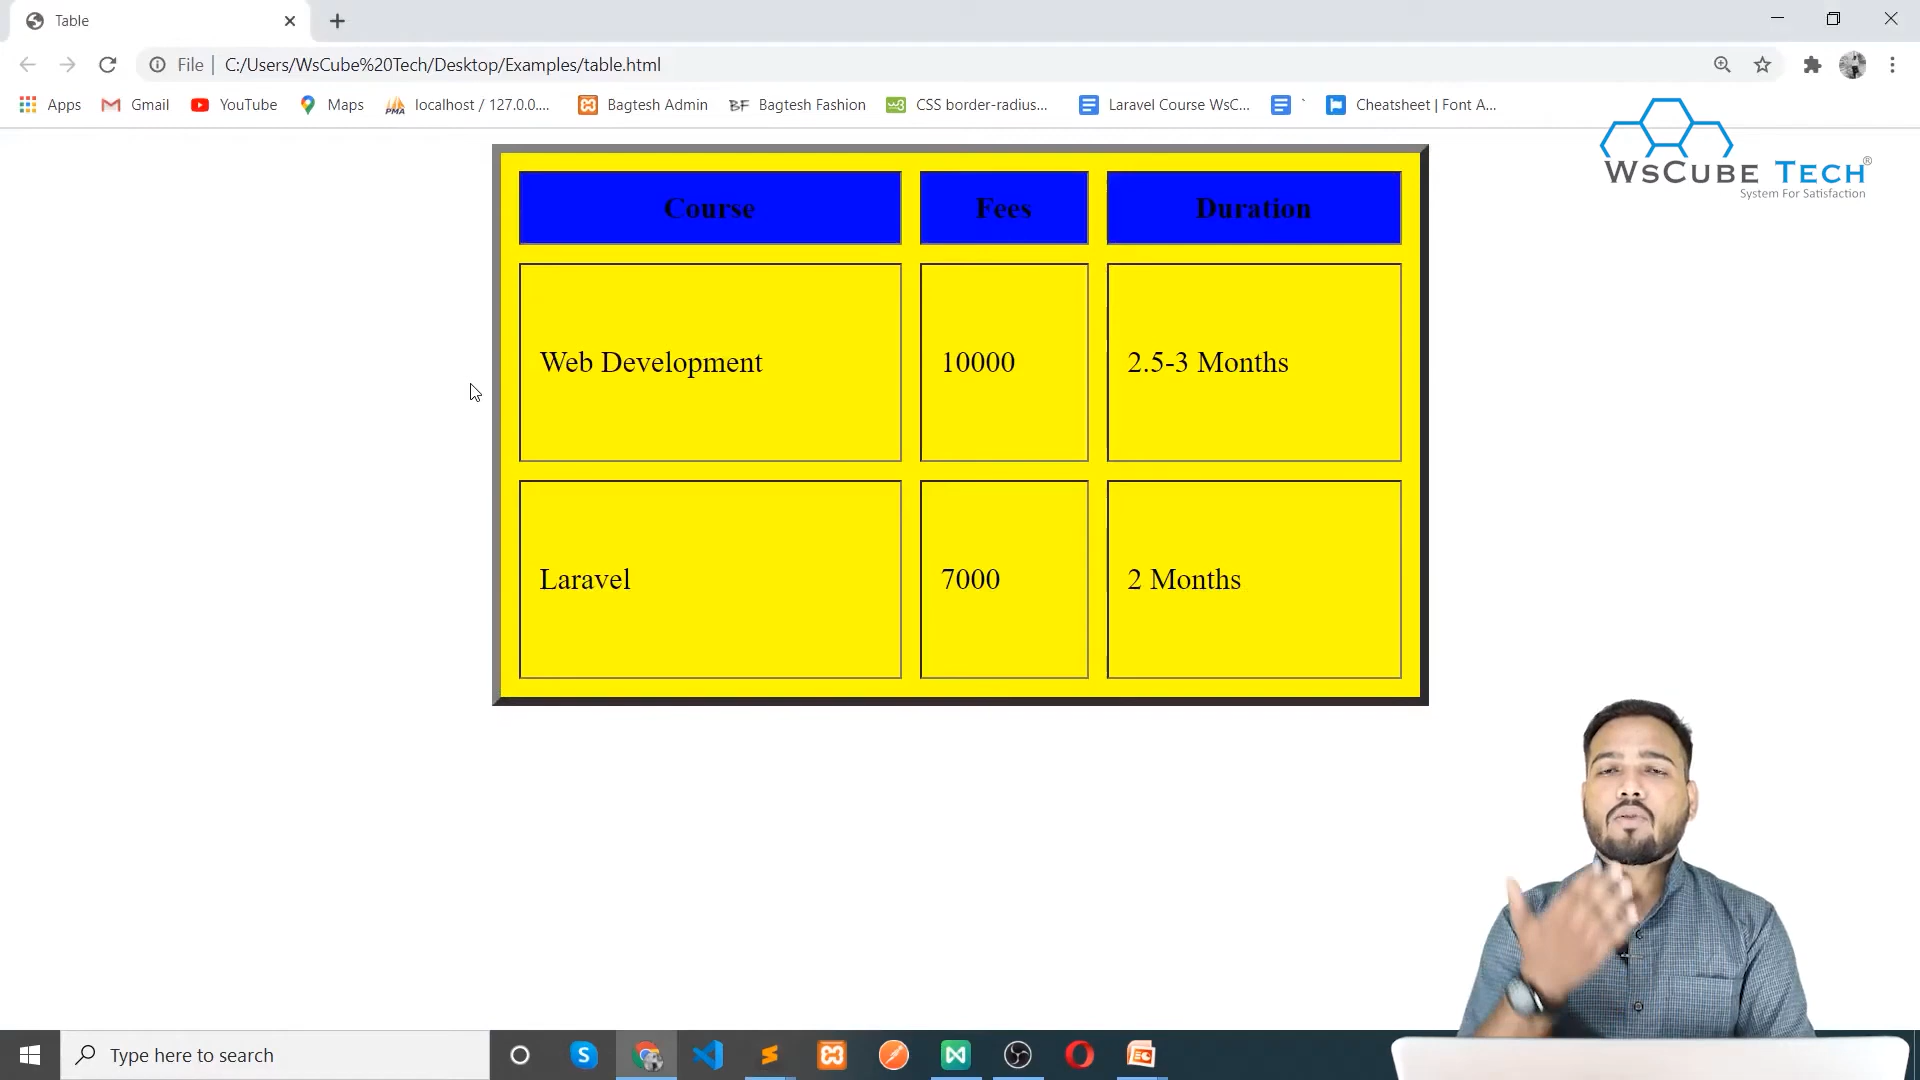 Table
File | C:/Users/WsCube%20Tech/Desktop/Examples/table.html
Apps Gmail YouTube Maps localhost / 127.0.0.... Bagtesh Admin BF Bagtesh Fashion CSS border-radius... Laravel Course WsC... ` Cheatsheet | Font A...
WsCube Tech®
System For Satisfaction
Course Fees Duration
Web Development 10000 2.5-3 Months
Laravel 7000 2 Months
Type here to search